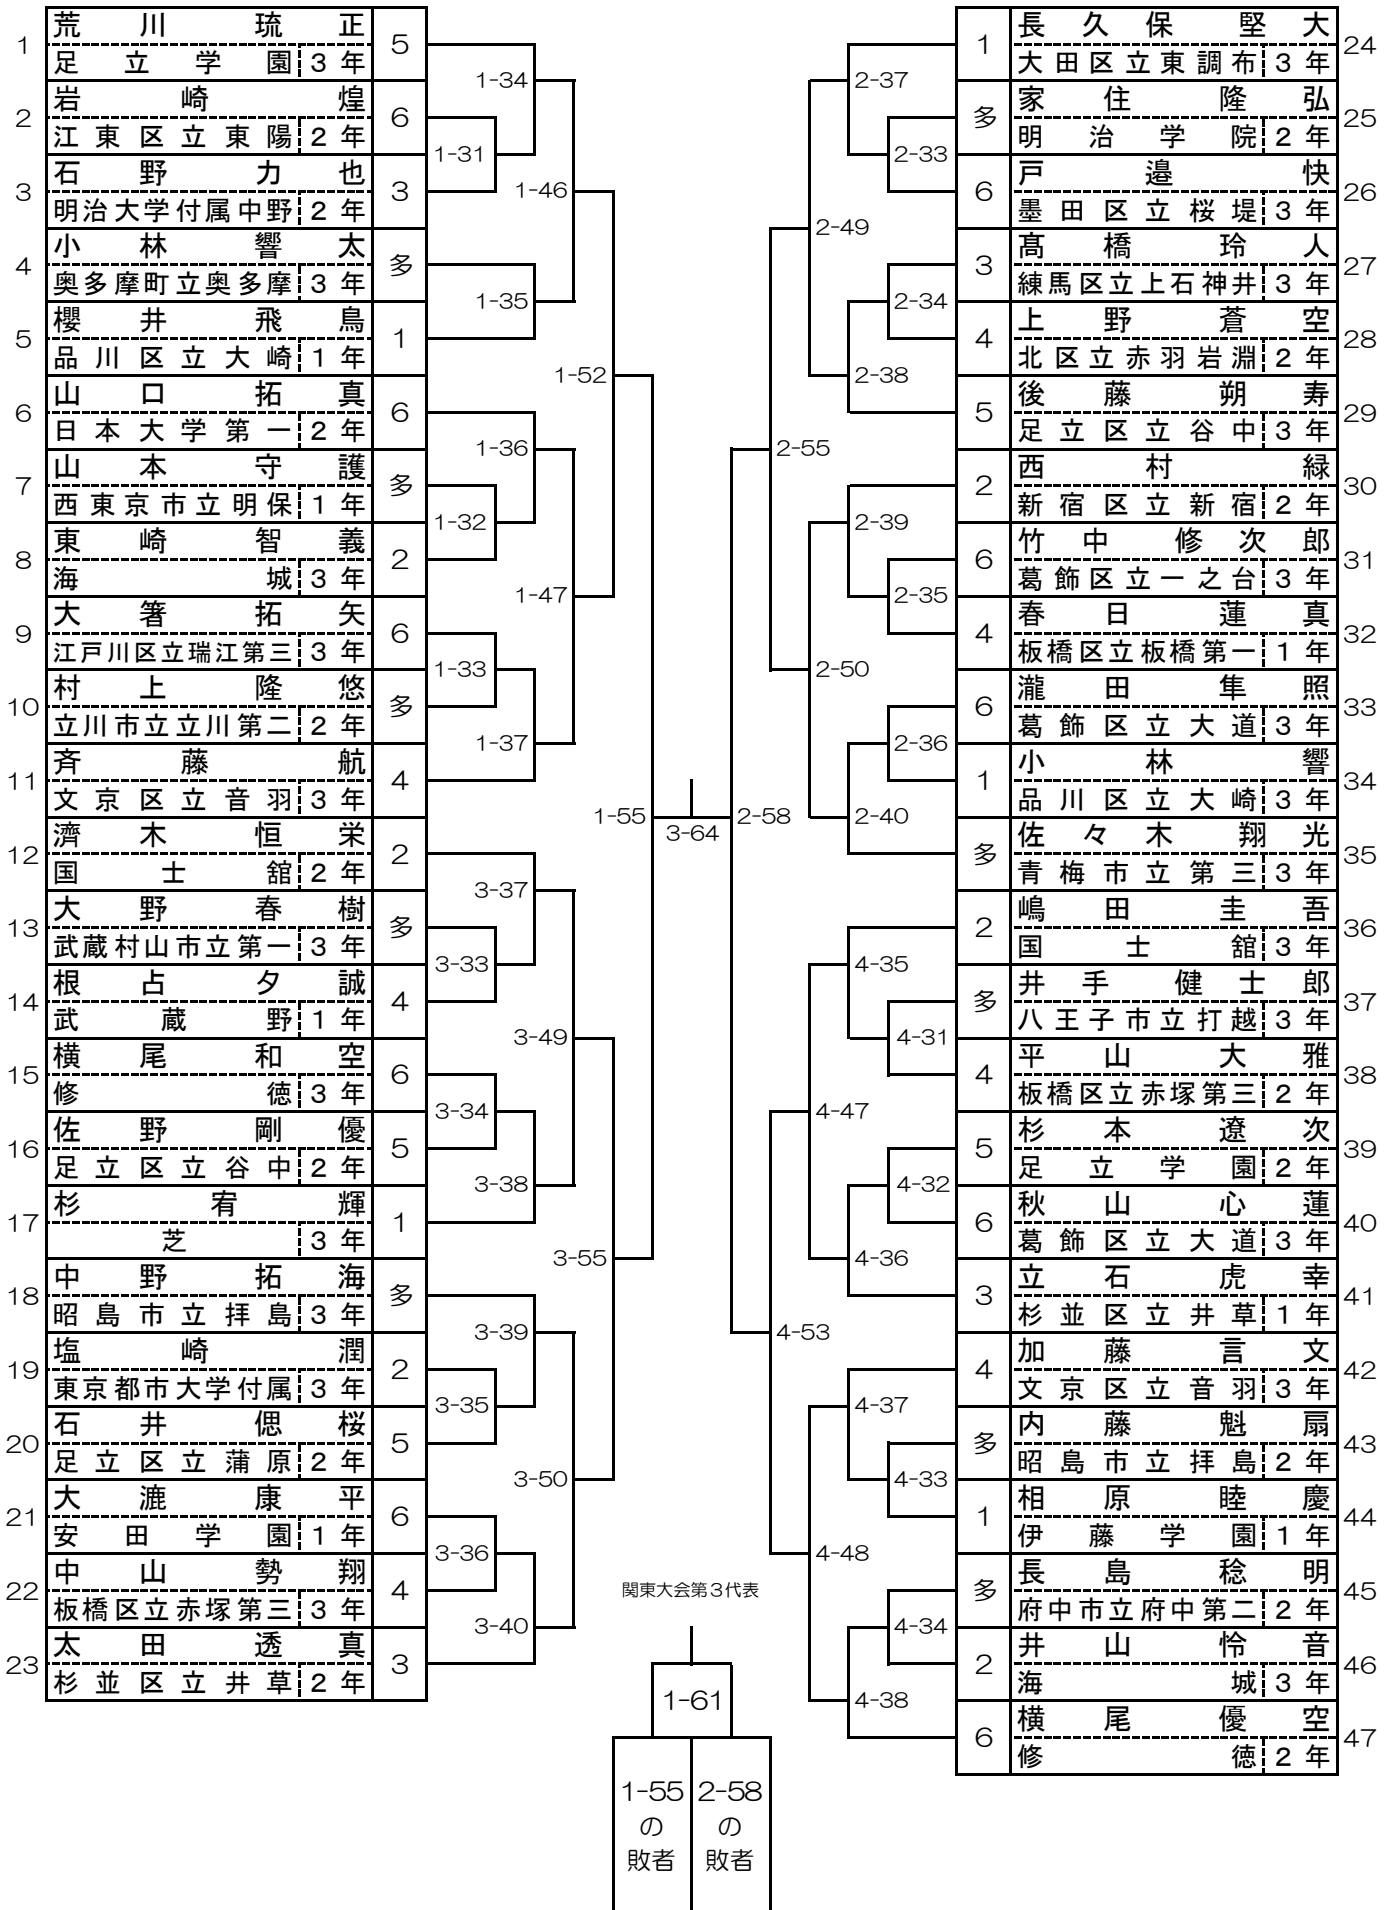 1 荒川琉正 5
足立学園 3年
2 岩崎煌 6
江東区立東陽 2年
3 石野力也 3
明治大学付属中野 2年
4 小林響太 多
奥多摩町立奥多摩 3年
5 櫻井飛鳥 1
品川区立大崎 1年
6 山口拓真 6
日本大学第一 2年
7 山本守護 多
西東京市立明保 1年
8 東崎智義 2
海城 3年
9 大箸拓矢 6
江戸川区立瑞江第三 3年
10 村上隆悠 多
立川市立立川第二 2年
11 斉藤航 4
文京区立音羽 3年
12 濟木恒栄 2
国士舘 2年
13 大野春樹 多
武蔵村山市立第一 3年
14 根占夕誠 4
武蔵野 1年
15 横尾和空 6
修徳 3年
16 佐野剛優 5
足立区立谷中 2年
17 杉宥輝 1
芝 3年
18 中野拓海 多
昭島市立拝島 3年
19 塩崎潤 2
東京都市大学付属 3年
20 石井偲桜 5
足立区立蒲原 2年
21 大漉康平 6
安田学園 1年
22 中山勢翔 4
板橋区立赤塚第三 3年
23 太田透真 3
杉並区立井草 2年
1-34
1-31
1-46
1-35
1-52
1-36
1-32
1-47
1-33
1-37
1-55
3-37
3-33
3-49
3-34
3-38
3-55
3-39
3-35
3-50
3-36
3-40
3-64
2-37
2-33
2-49
2-34
2-38
2-55
2-39
2-35
2-50
2-36
2-40
2-58
4-35
4-31
4-47
4-32
4-36
4-53
4-37
4-33
4-48
4-34
4-38
1 長久保堅大 24
大田区立東調布 3年
多 家住隆弘 25
明治学院 2年
6 戸邉快 26
墨田区立桜堤 3年
3 髙橋玲人 27
練馬区立上石神井 3年
4 上野蒼空 28
北区立赤羽岩淵 2年
5 後藤朔寿 29
足立区立谷中 3年
2 西村緑 30
新宿区立新宿 2年
6 竹中修次郎 31
葛飾区立一之台 3年
4 春日蓮真 32
板橋区立板橋第一 1年
6 瀧田隼照 33
葛飾区立大道 3年
1 小林響 34
品川区立大崎 3年
多 佐々木翔光 35
青梅市立第三 3年
2 嶋田圭吾 36
国士舘 3年
多 井手健士郎 37
八王子市立打越 3年
4 平山大雅 38
板橋区立赤塚第三 2年
5 杉本遼次 39
足立学園 2年
6 秋山心蓮 40
葛飾区立大道 3年
3 立石虎幸 41
杉並区立井草 1年
4 加藤言文 42
文京区立音羽 3年
多 内藤魁扇 43
昭島市立拝島 2年
1 相原睦慶 44
伊藤学園 1年
多 長島稔明 45
府中市立府中第二 2年
2 井山怜音 46
海城 3年
6 横尾優空 47
修徳 2年
関東大会第3代表
1-61
1-55の敗者
2-58の敗者